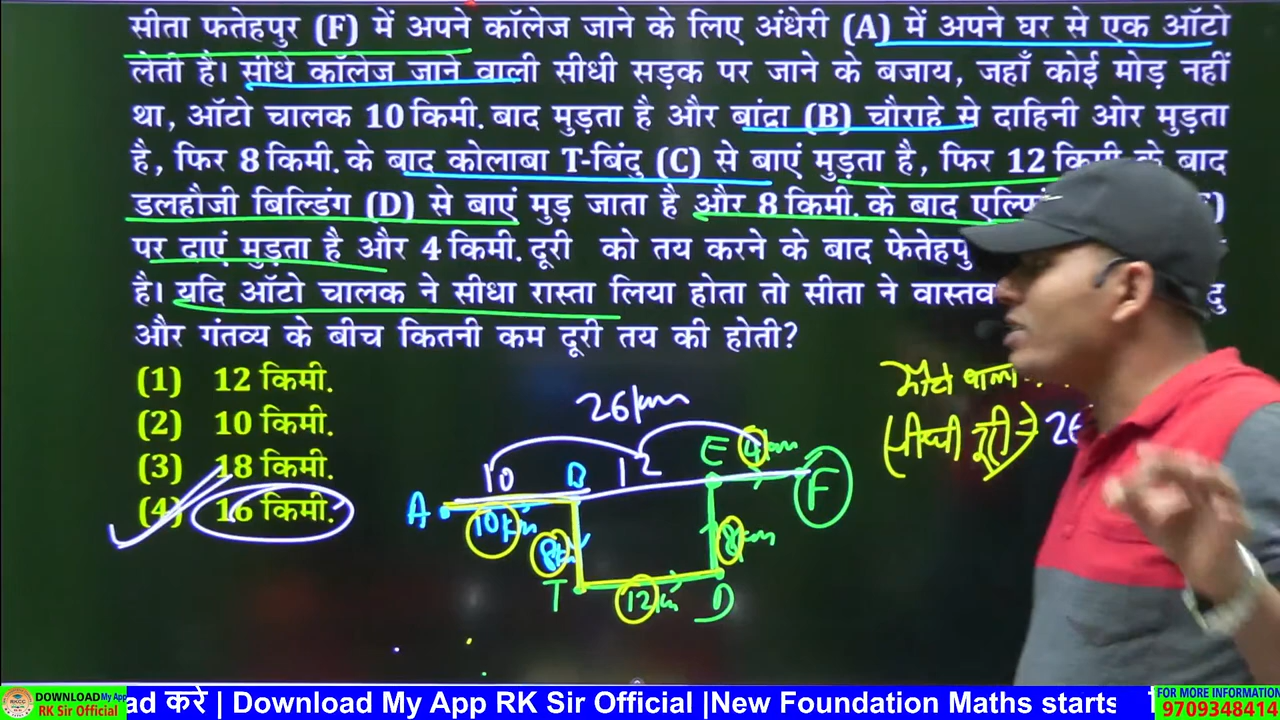 सीता फतेहपुर (F) में अपने कॉलेज जाने के लिए अंधेरी (A) में अपने घर से एक ऑटो
लेती है। सीधे कॉलेज जाने वाली सीधी सड़क पर जाने के बजाय, जहाँ कोई मोड़ नहीं
था, ऑटो चालक 10 किमी. बाद मुड़ता है और बांद्रा (B) चौराहे से दाहिनी ओर मुड़ता
है, फिर 8 किमी. के बाद कोलाबा T-बिंदु (C) से बाएं मुड़ता है, फिर 12 किमी के बाद
डलहौजी बिल्डिंग (D) से बाएं मुड़ जाता है और 8 किमी. के बाद
पर दाएं मुड़ता है और 4 किमी. दूरी को तय करने के बाद
है। यदि ऑटो चालक ने सीधा रास्ता लिया होता तो सीता ने
और गंतव्य के बीच कितनी कम दूरी तय की होती?
(1) 12 किमी.
(2) 10 किमी.
(3) 18 किमी.
(4) 16 किमी.
26km
10 B 12 E 4km F
A 10km 8km 8km
T 12km D
26
ad करे | Download My App RK Sir Official |New Foundation Maths starts
DOWNLOAD My App
RK Sir Official
FOR MORE INFORMATION
9709348414